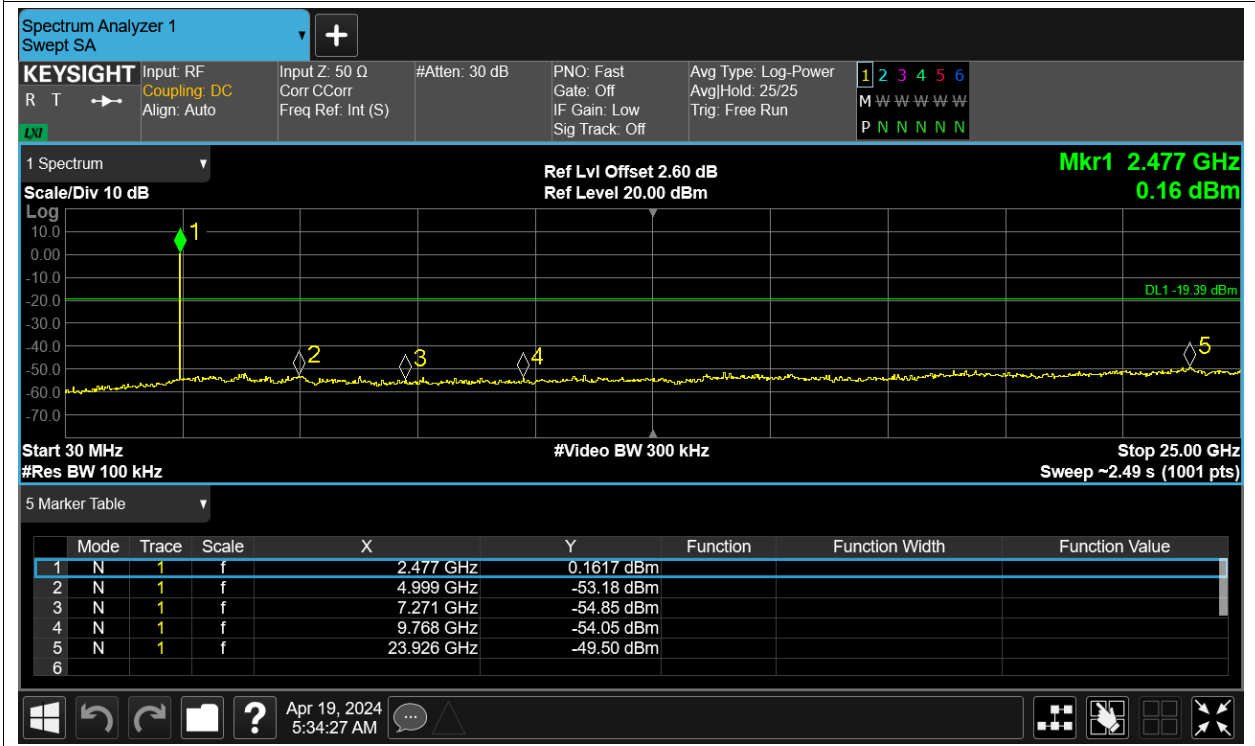 Spectrum Analyzer 1
Swept SA
+
KEYSIGHT
R T
LXI
Input: RF
Coupling: DC
Align: Auto
Input Z: 50 Ω
Corr CCorr
Freq Ref: Int (S)
#Atten: 30 dB
PNO: Fast
Gate: Off
IF Gain: Low
Sig Track: Off
Avg Type: Log-Power
Avg|Hold: 25/25
Trig: Free Run
1 2 3 4 5 6
M W W W W W
P N N N N N
1 Spectrum
Scale/Div 10 dB
Ref Lvl Offset 2.60 dB
Ref Level 20.00 dBm
Mkr1 2.477 GHz
0.16 dBm
Log
10.0
0.00
-10.0
-20.0
-30.0
-40.0
-50.0
-60.0
-70.0
1
2
3
4
5
DL1 -19.39 dBm
Start 30 MHz
#Res BW 100 kHz
#Video BW 300 kHz
Stop 25.00 GHz
Sweep ~2.49 s (1001 pts)
5 Marker Table
Mode Trace Scale X Y Function Function Width Function Value
1 N 1 f 2.477 GHz 0.1617 dBm
2 N 1 f 4.999 GHz -53.18 dBm
3 N 1 f 7.271 GHz -54.85 dBm
4 N 1 f 9.768 GHz -54.05 dBm
5 N 1 f 23.926 GHz -49.50 dBm
6
?
Apr 19, 2024
5:34:27 AM